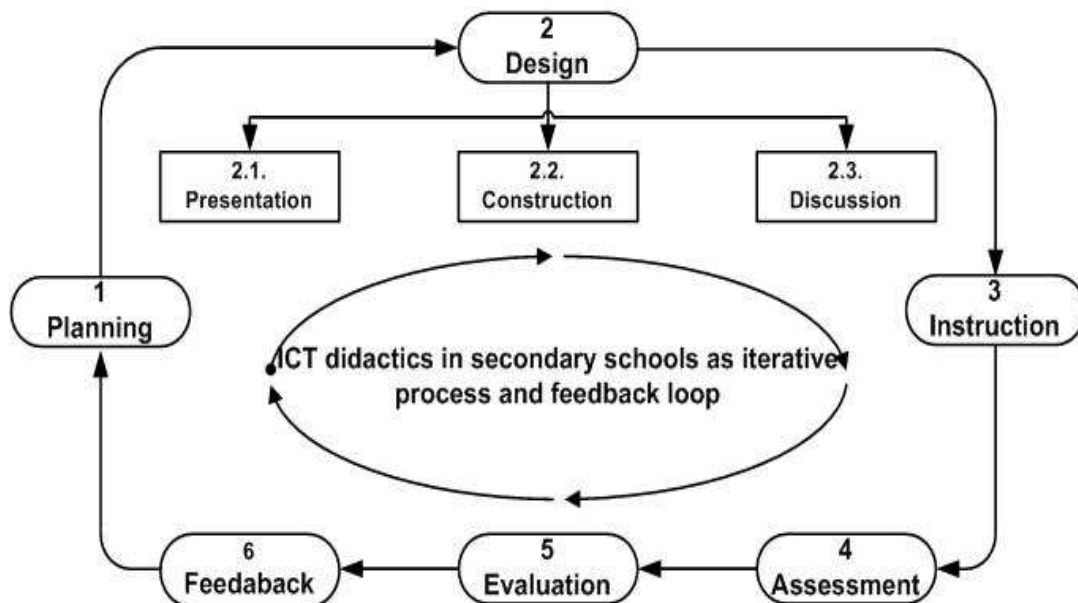 2
Design
2.1.
Presentation
2.2.
Construction
2.3.
Discussion
1
Planning
3
Instruction
ICT didactics in secondary schools as iterative
process and feedback loop
6
Feedaback
5
Evaluation
4
Assessment